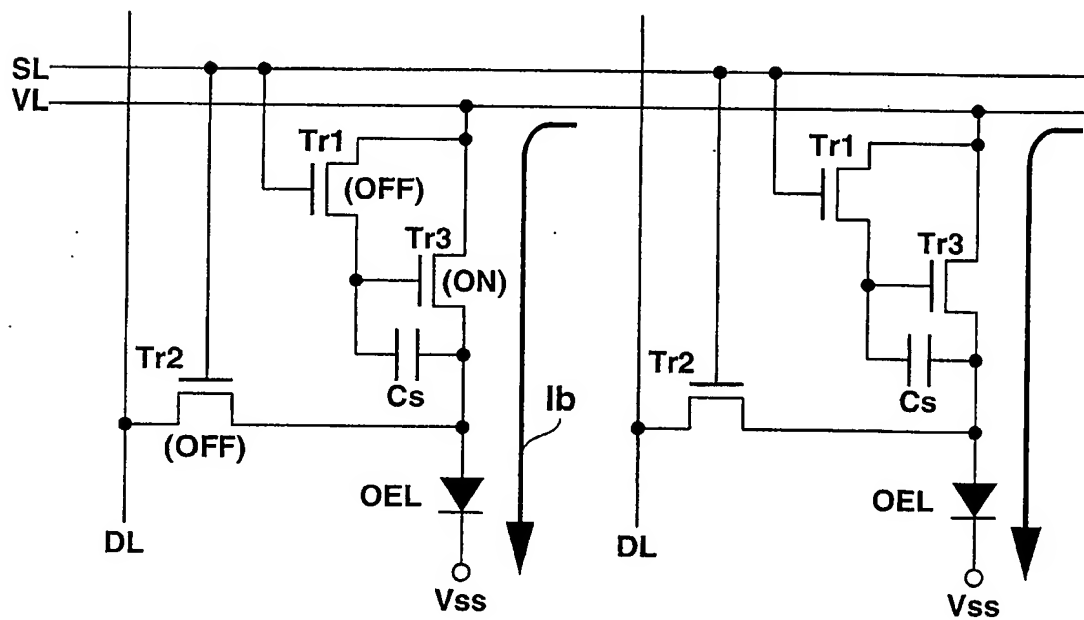 SL
VL
Tr1
(OFF)
Tr1
Tr3
(ON)
Tr3
Tr2
(OFF)
Cs
Ib
Tr2
Cs
OEL
OEL
DL
DL
Vss
Vss